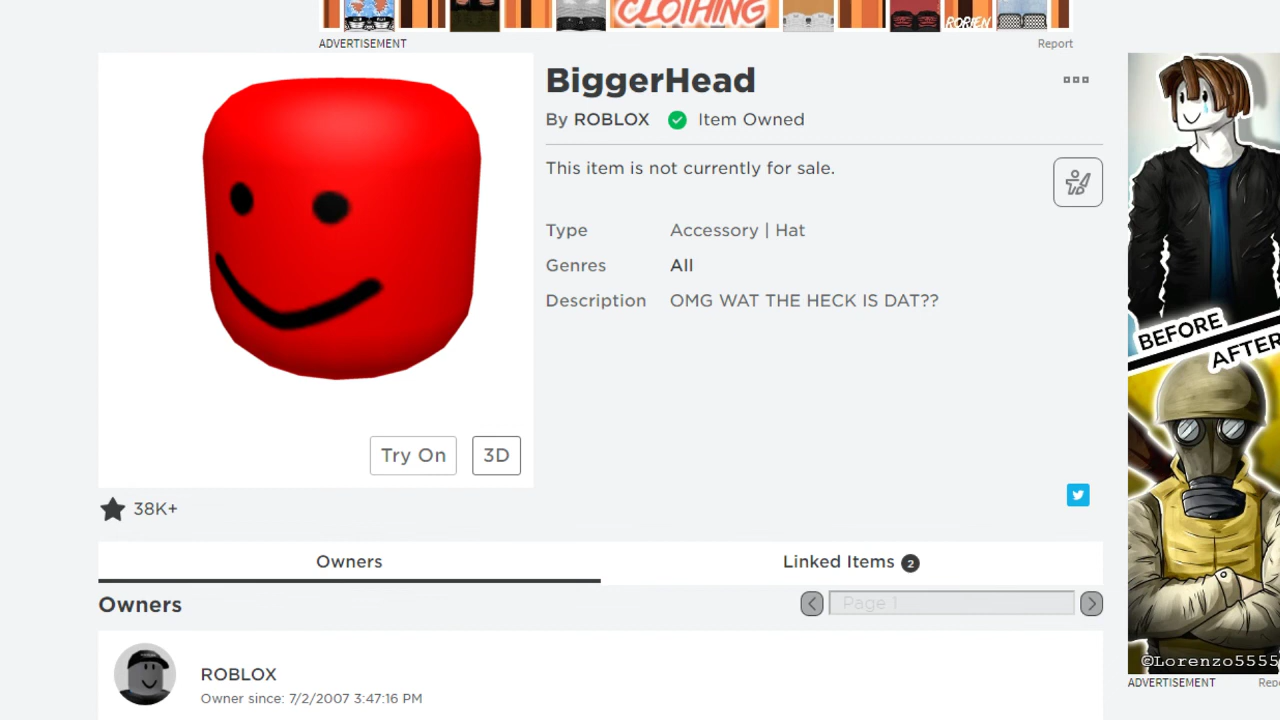 CLOTHING
RORIEN
ADVERTISEMENT
Report
BiggerHead
By ROBLOX Item Owned
This item is not currently for sale.
Type Accessory | Hat
Genres All
Description OMG WAT THE HECK IS DAT??
Try On 3D
38K+
Owners Linked Items 2
Owners
Page 1
ROBLOX
Owner since: 7/2/2007 3:47:16 PM
BEFORE
AFTER
©Lorenzo5555
ADVERTISEMENT Repo